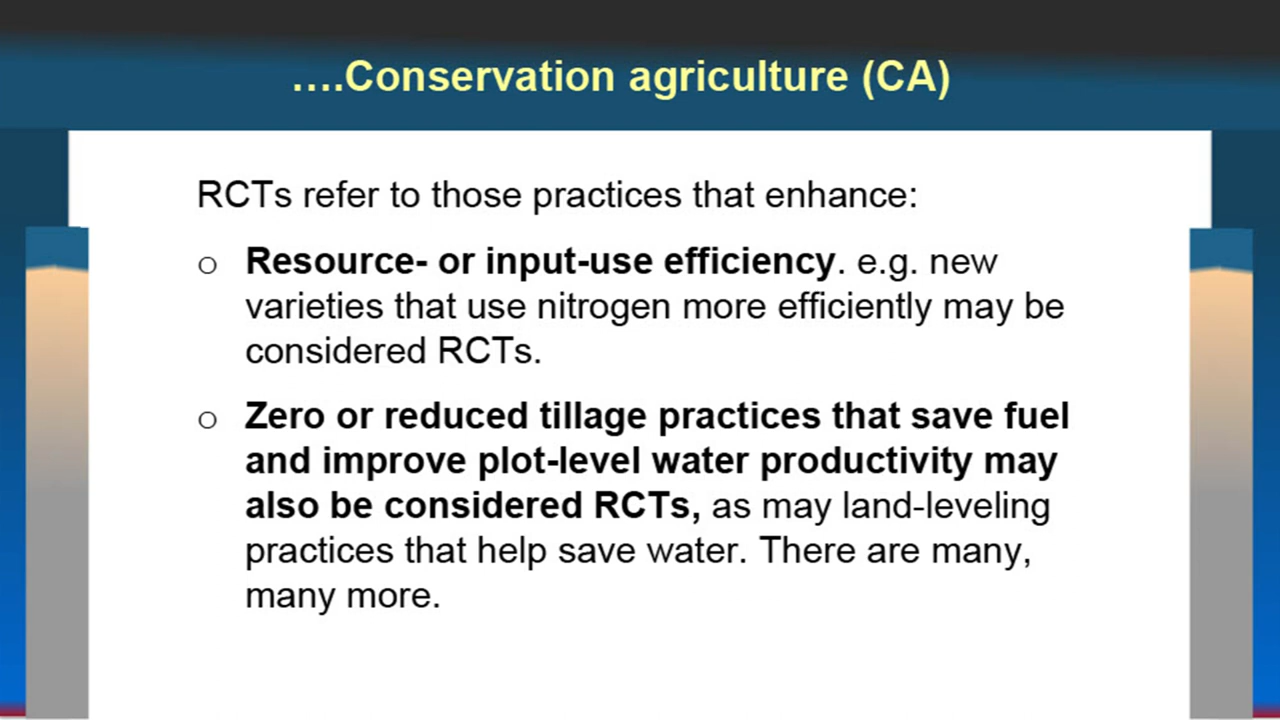 ....Conservation agriculture (CA)
RCTs refer to those practices that enhance:
o Resource- or input-use efficiency. e.g. new
varieties that use nitrogen more efficiently may be
considered RCTs.
o Zero or reduced tillage practices that save fuel
and improve plot-level water productivity may
also be considered RCTs, as may land-leveling
practices that help save water. There are many,
many more.